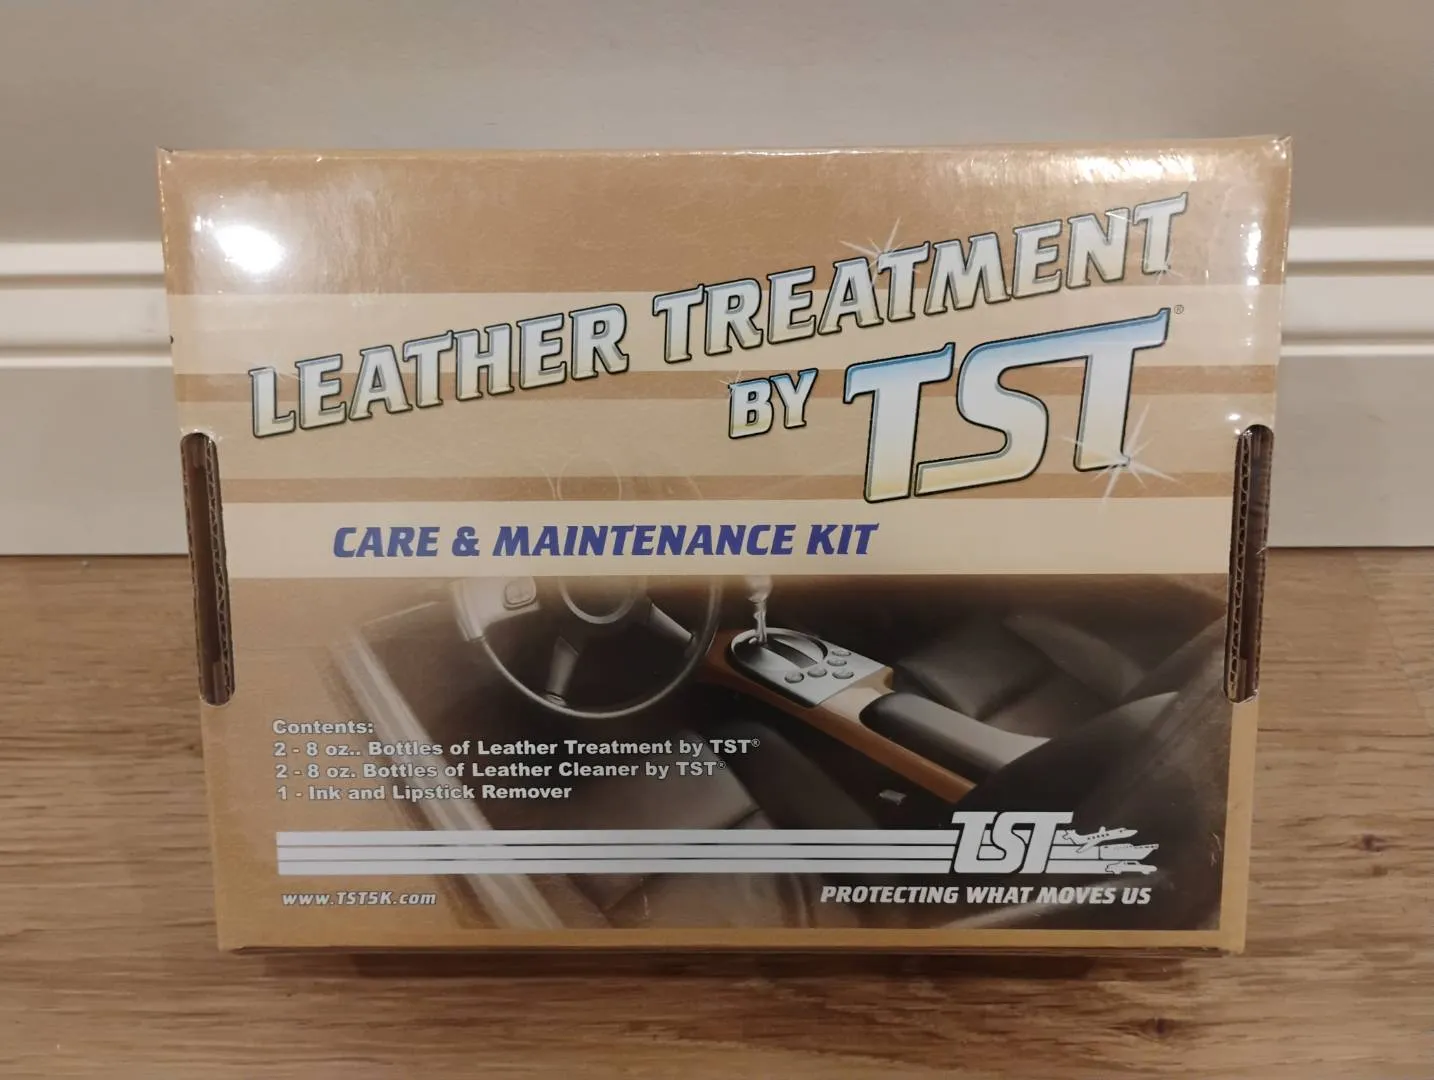 LEATHER TREATMENT
BY TST®
CARE & MAINTENANCE KIT
Contents:
2 - 8 oz.. Bottles of Leather Treatment by TST®
2 - 8 oz. Bottles of Leather Cleaner by TST®
1 - Ink and Lipstick Remover
TST
www.TST5K.com
PROTECTING WHAT MOVES US